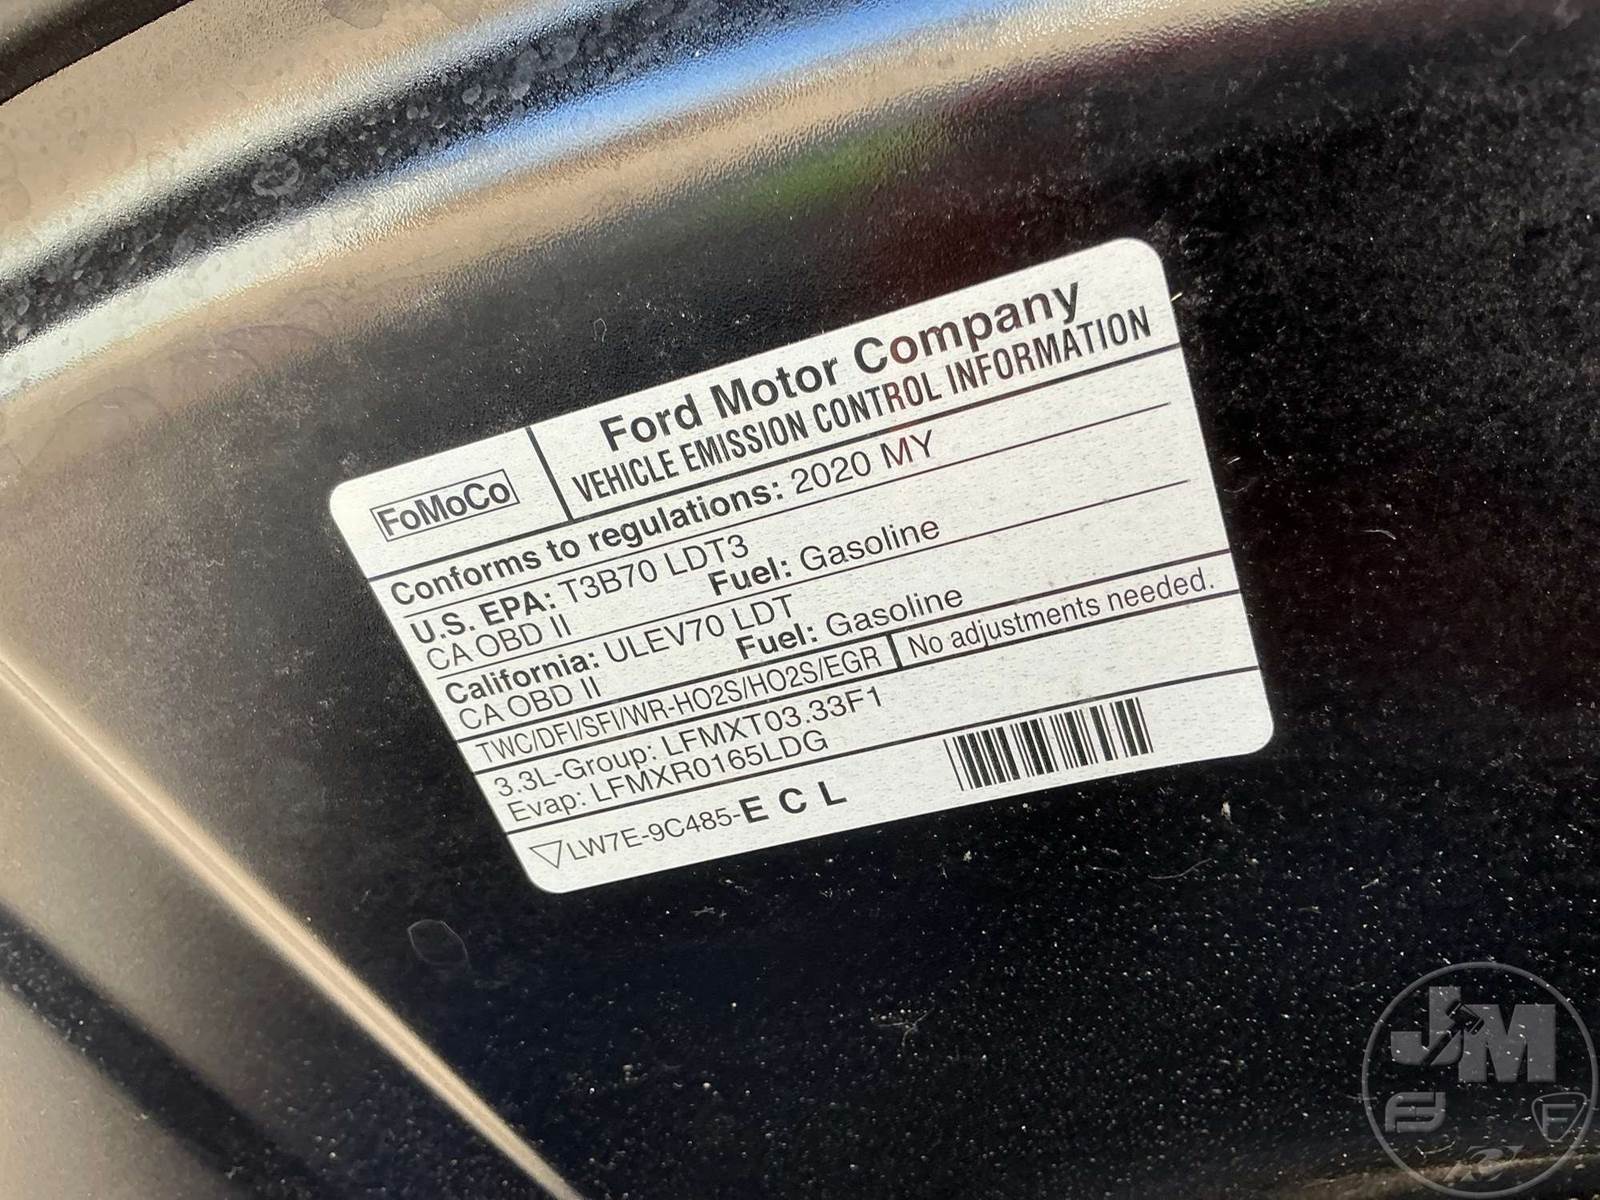 FoMoCo
Ford Motor Company
VEHICLE EMISSION CONTROL INFORMATION
Conforms to regulations: 2020 MY
U.S. EPA: T3B70 LDT3
CA OBD II Fuel: Gasoline
California: ULEV70 LDT
CA OBD II Fuel: Gasoline
TWC/DFI/SFI/WR-HO2S/HO2S/EGR No adjustments needed.
3.3L-Group: LFMXT03.33F1
Evap: LFMXR0165LDG
LW7E-9C485-E C L
JM
F